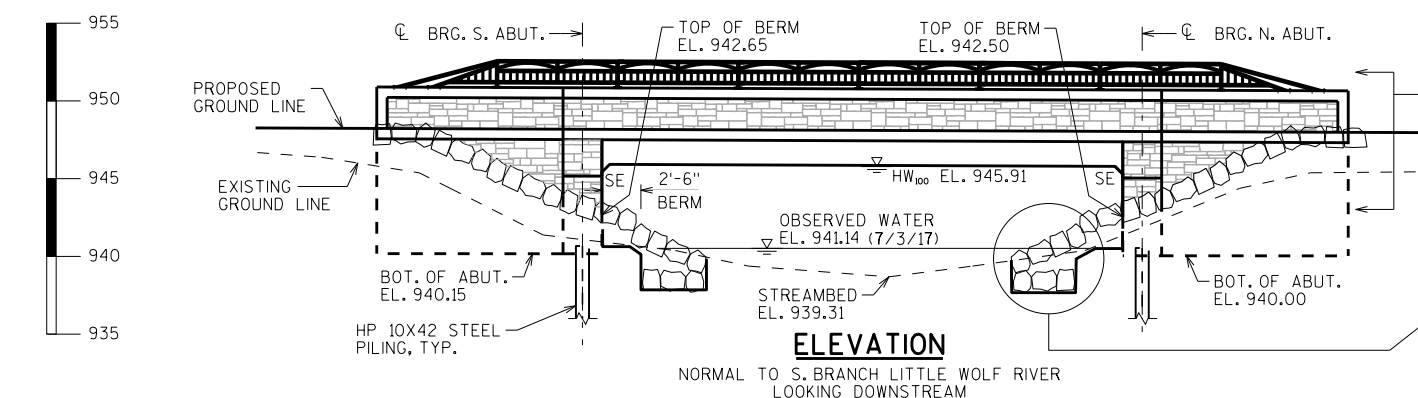 955
950
945
940
935
℄ BRG. S. ABUT.
TOP OF BERM
EL. 942.65
TOP OF BERM
EL. 942.50
℄ BRG. N. ABUT.
PROPOSED
GROUND LINE
EXISTING
GROUND LINE
SE
2'-6"
BERM
HW₁₀₀ EL. 945.91
SE
OBSERVED WATER
EL. 941.14 (7/3/17)
BOT. OF ABUT.
EL. 940.15
STREAMBED
EL. 939.31
BOT. OF ABUT.
EL. 940.00
HP 10X42 STEEL
PILING, TYP.
ELEVATION
NORMAL TO S. BRANCH LITTLE WOLF RIVER
LOOKING DOWNSTREAM